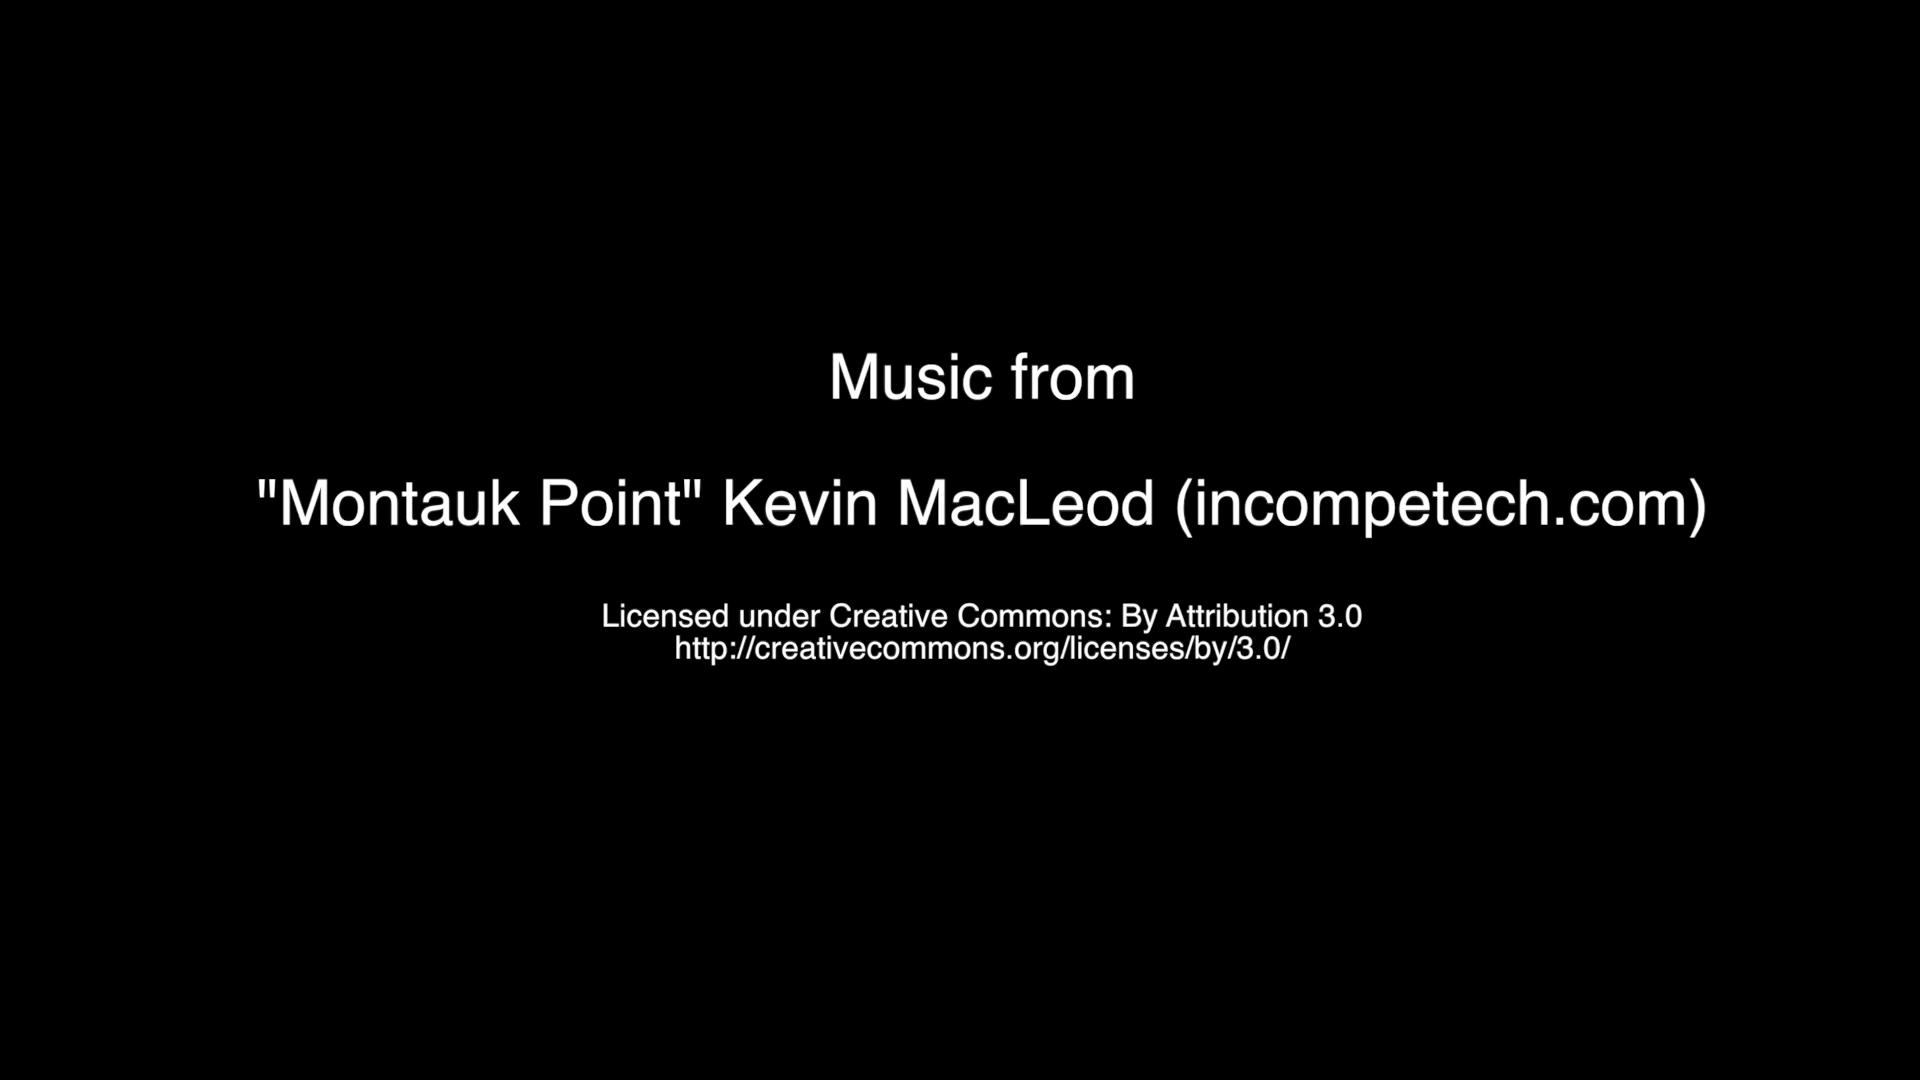 Music from
"Montauk Point" Kevin MacLeod (incompetech.com)
Licensed under Creative Commons: By Attribution 3.0
http://creativecommons.org/licenses/by/3.0/